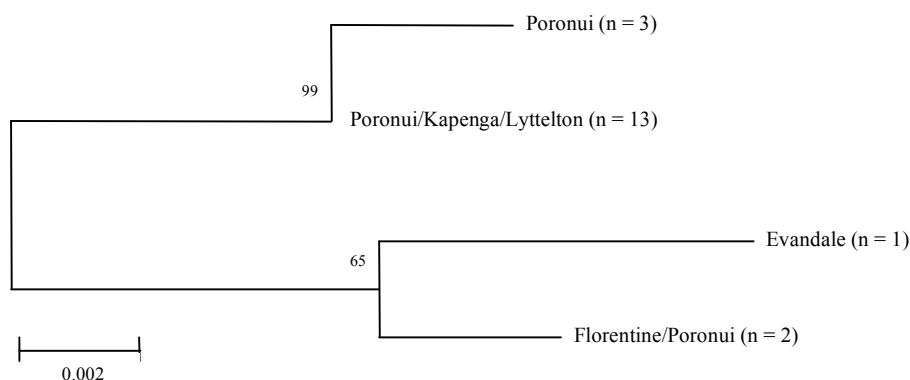 Poronui (n = 3)
99
Poronui/Kapenga/Lyttelton (n = 13)
Evandale (n = 1)
65
Florentine/Poronui (n = 2)
0.002